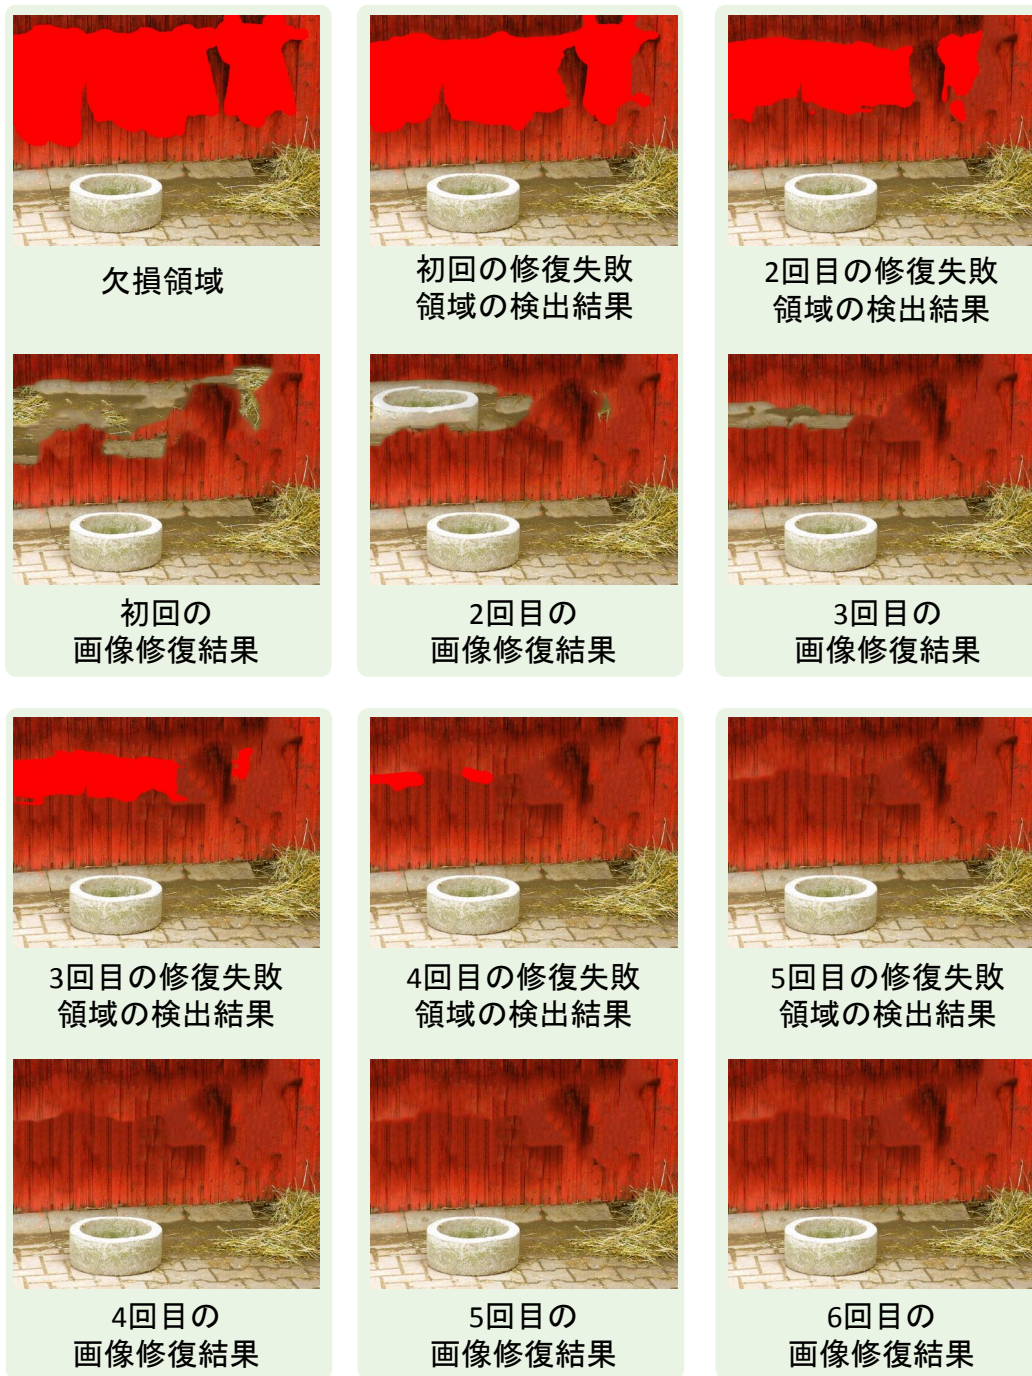 欠損領域
初回の修復失敗
領域の検出結果
2回目の修復失敗
領域の検出結果
初回の
画像修復結果
2回目の
画像修復結果
3回目の
画像修復結果
3回目の修復失敗
領域の検出結果
4回目の修復失敗
領域の検出結果
5回目の修復失敗
領域の検出結果
4回目の
画像修復結果
5回目の
画像修復結果
6回目の
画像修復結果